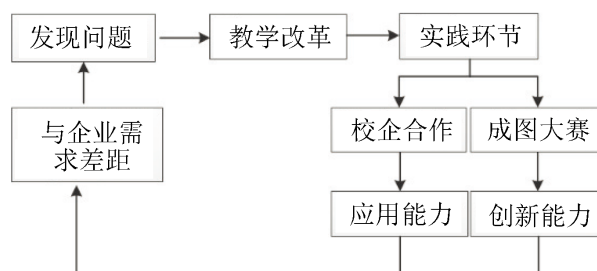 发现问题
教学改革
实践环节
与企业需
求差距
校企合作
成图大赛
应用能力
创新能力